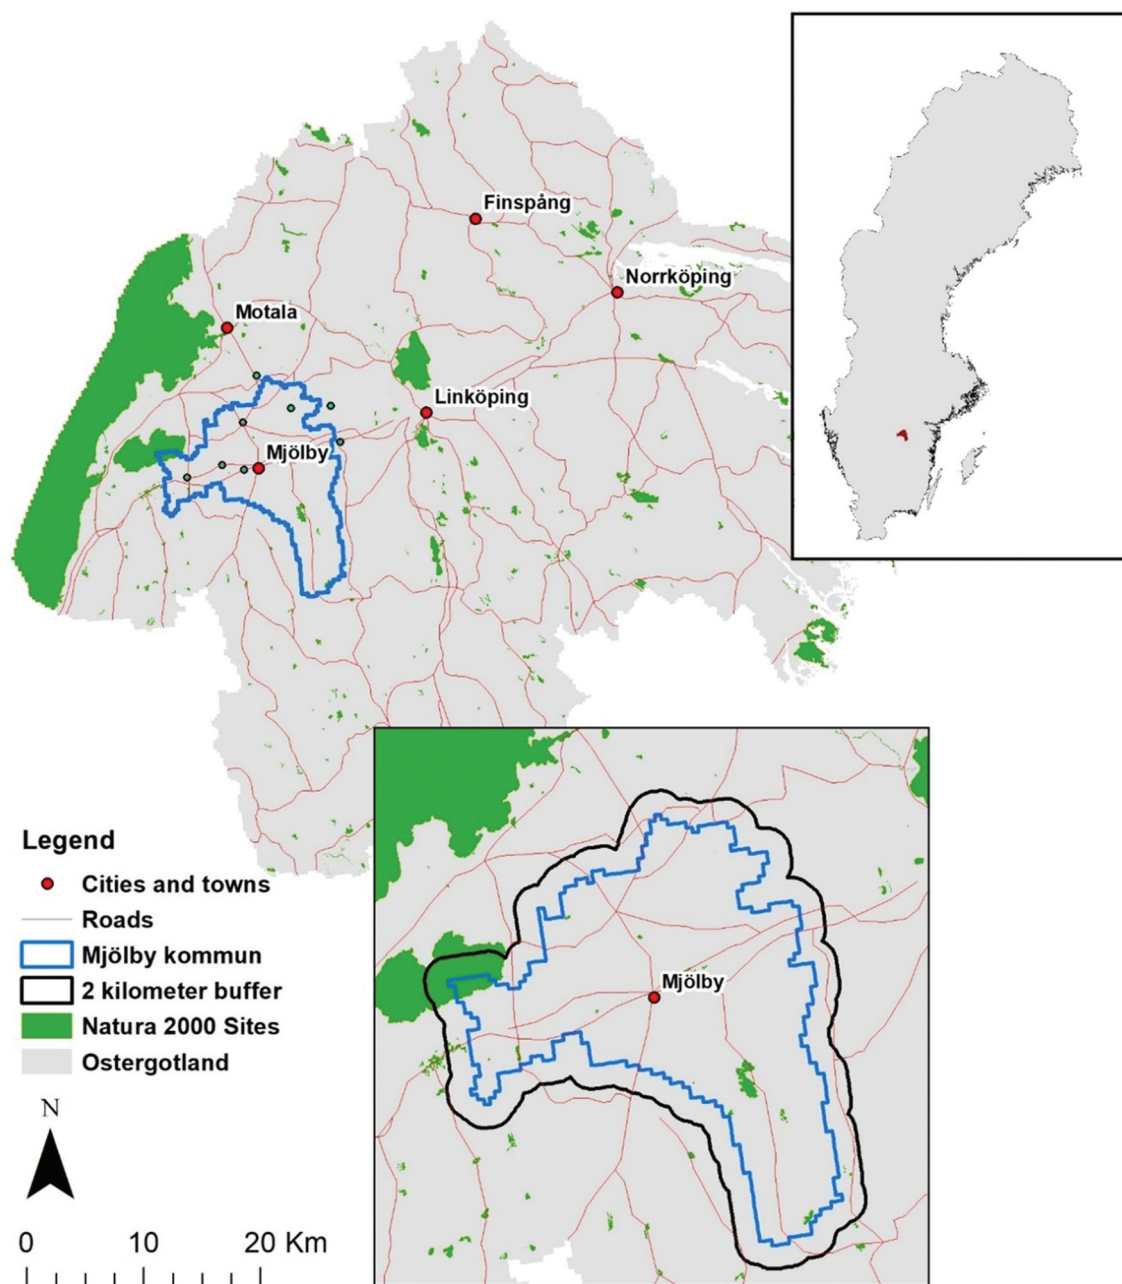 Finspång
Norrköping
Motala
Linköping
Mjölby
Mjölby
Legend
Cities and towns
Roads
Mjölby kommun
2 kilometer buffer
Natura 2000 Sites
Ostergotland
N
0 10 20 Km